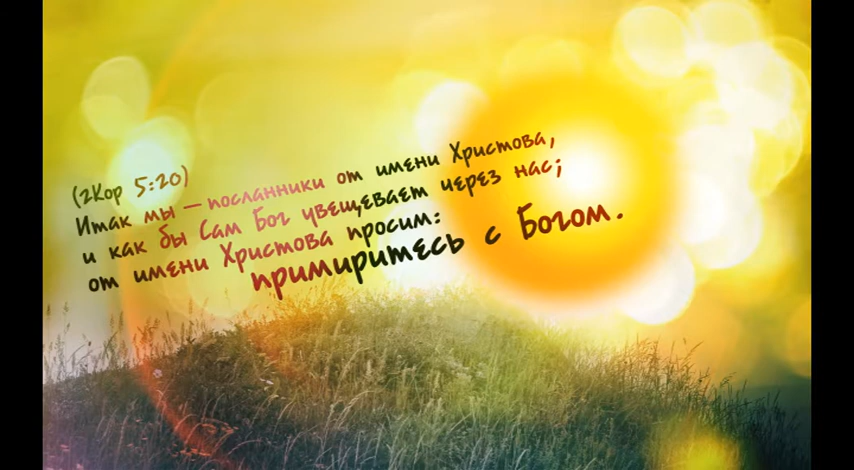 (2Кор 5:20)
Итак мы – посланники от имени Христова,
и как бы Сам Бог увещевает через нас;
от имени Христова просим:
примиритесь с Богом.